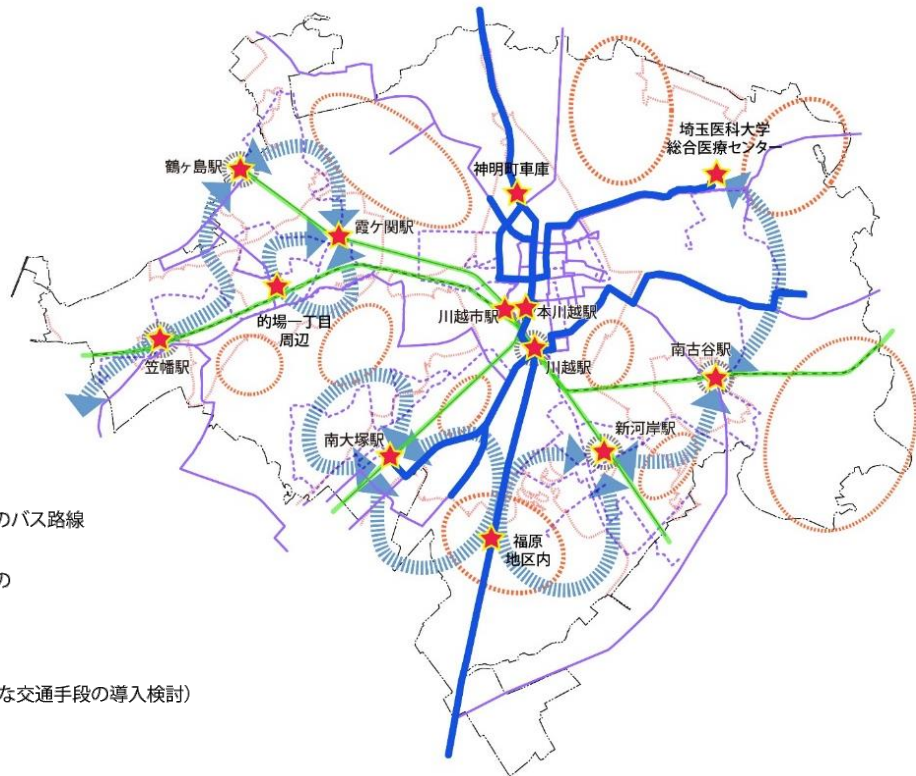 埼玉医科大学
総合医療センター
神明町車庫
鶴ヶ島駅
霞ケ関駅
川越市駅
本川越駅
的場一丁目
周辺
笠幡駅
川越駅
南古谷駅
新河岸駅
南大塚駅
のバス路線
福原
地区内
の
な交通手段の導入検討)